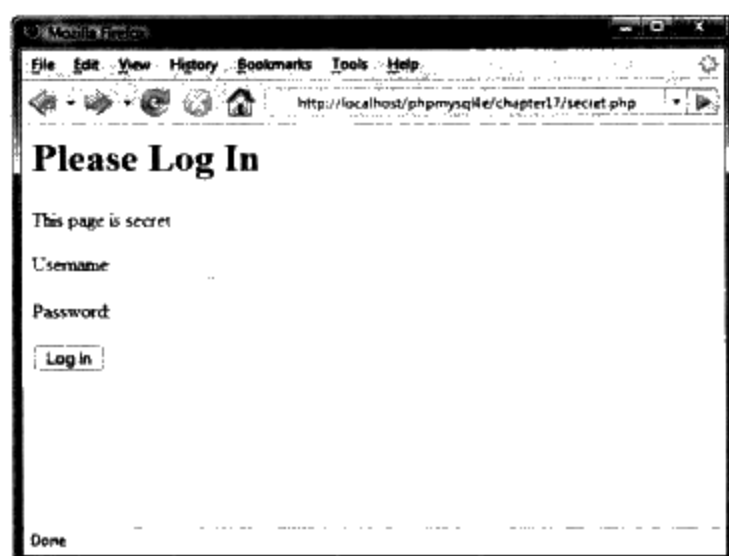 Mozilla Firefox
File Edit View History Bookmarks Tools Help
http://localhost/phpmysql4e/chapter17/secret.php
Please Log In
This page is secret
Username
Password
Log In
Done